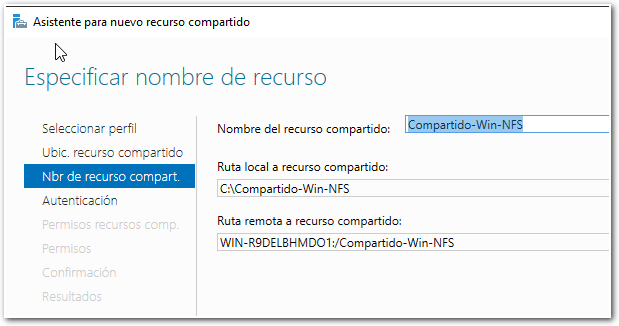 Asistente para nuevo recurso compartido
Especificar nombre de recurso
Seleccionar perfil
Ubic. recurso compartido
Nbr de recurso compart.
Autenticación
Permisos recursos comp.
Permisos
Confirmación
Resultados
Nombre del recurso compartido:
Compartido-Win-NFS
Ruta local a recurso compartido:
C:\Compartido-Win-NFS
Ruta remota a recurso compartido:
WIN-R9DELBHMDO1:/Compartido-Win-NFS